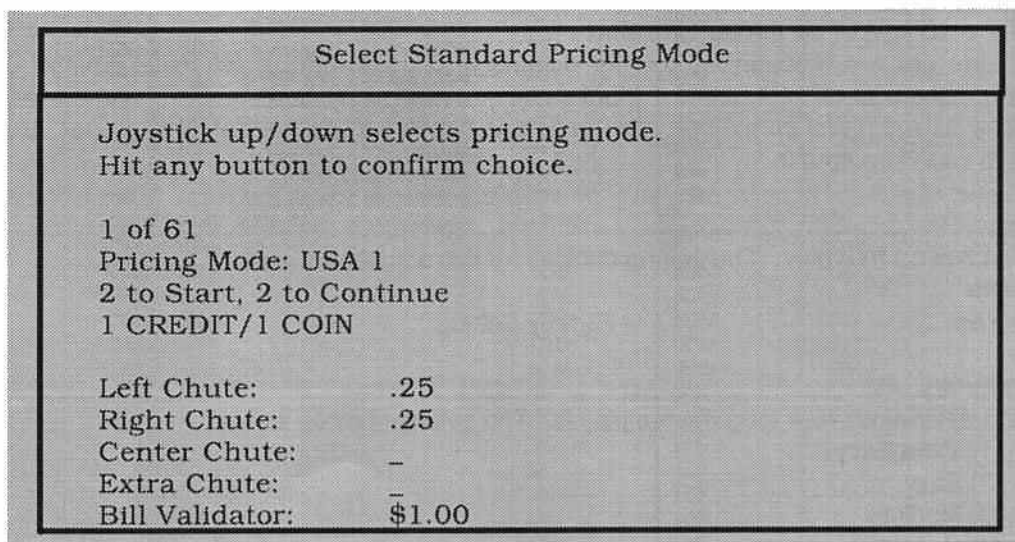 Select Standard Pricing Mode
Joystick up/down selects pricing mode.
Hit any button to confirm choice.
1 of 61
Pricing Mode: USA 1
2 to Start, 2 to Continue
1 CREDIT/1 COIN
Left Chute: .25
Right Chute: .25
Center Chute: _
Extra Chute: _
Bill Validator: $1.00